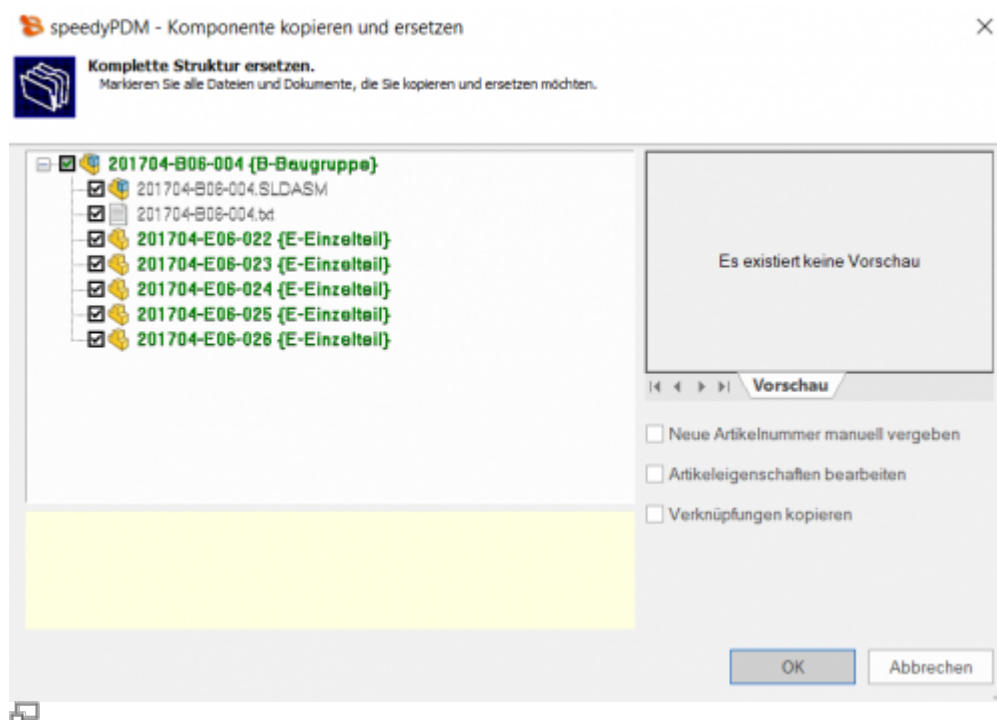 speedyPDM - Komponente kopieren und ersetzen
Komplette Struktur ersetzen.
Markieren Sie alle Dateien und Dokumente, die Sie kopieren und ersetzen möchten.
201704-B06-004 {B-Baugruppe}
201704-B06-004.SLDASM
201704-B06-004.txt
201704-E06-022 {E-Einzelteil}
201704-E06-023 {E-Einzelteil}
201704-E06-024 {E-Einzelteil}
201704-E06-025 {E-Einzelteil}
201704-E06-026 {E-Einzelteil}
Es existiert keine Vorschau
Vorschau
Neue Artikelnummer manuell vergeben
Artikeleigenschaften bearbeiten
Verknüpfungen kopieren
OK
Abbrechen